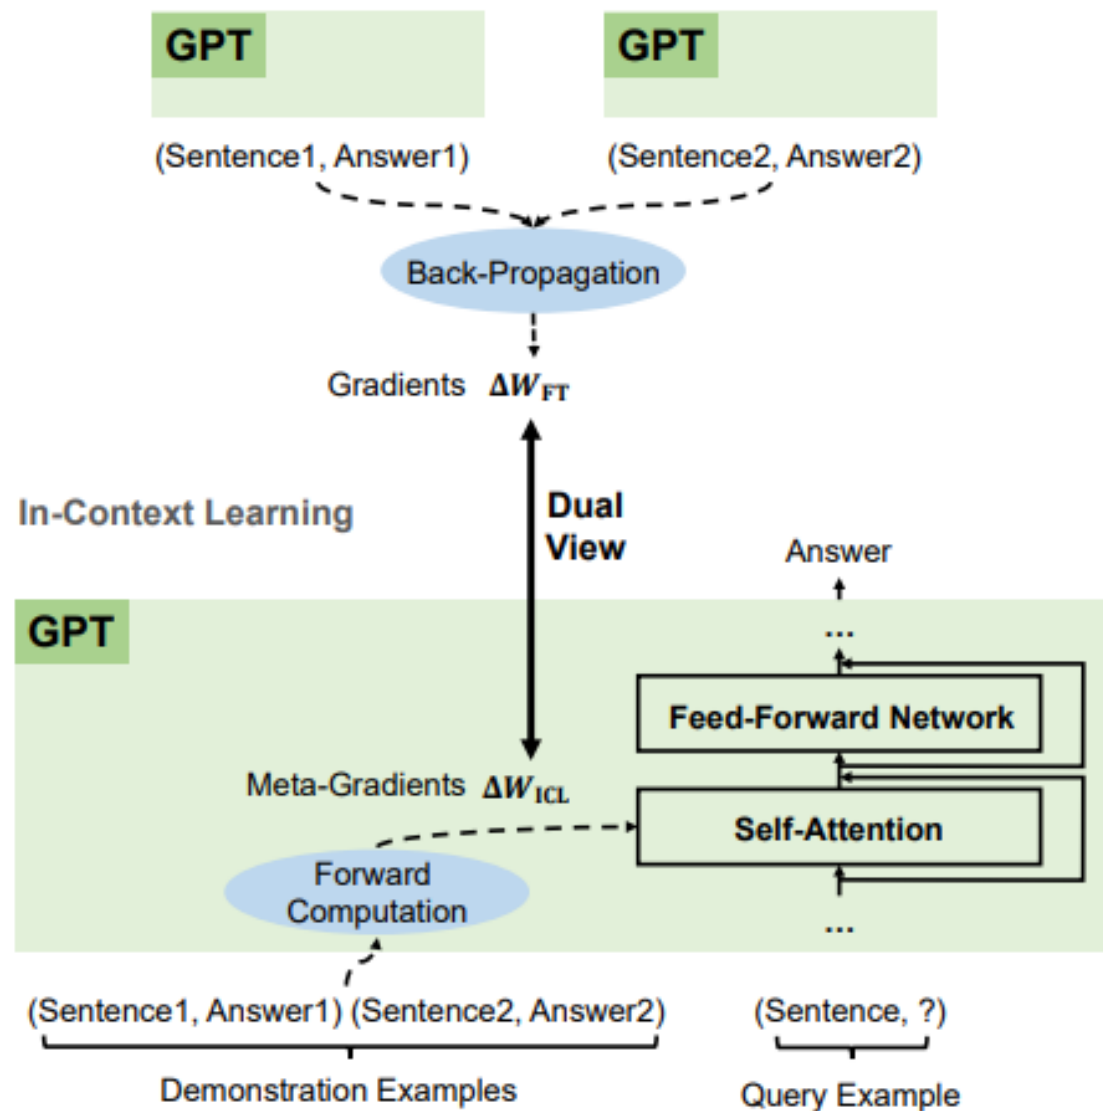 GPT
GPT
(Sentence1, Answer1)
(Sentence2, Answer2)
Back-Propagation
Gradients ΔW_FT
In-Context Learning
Dual
View
Answer
...
GPT
Feed-Forward Network
Meta-Gradients ΔW_ICL
Self-Attention
Forward
Computation
...
(Sentence1, Answer1) (Sentence2, Answer2)
(Sentence, ?)
Demonstration Examples
Query Example